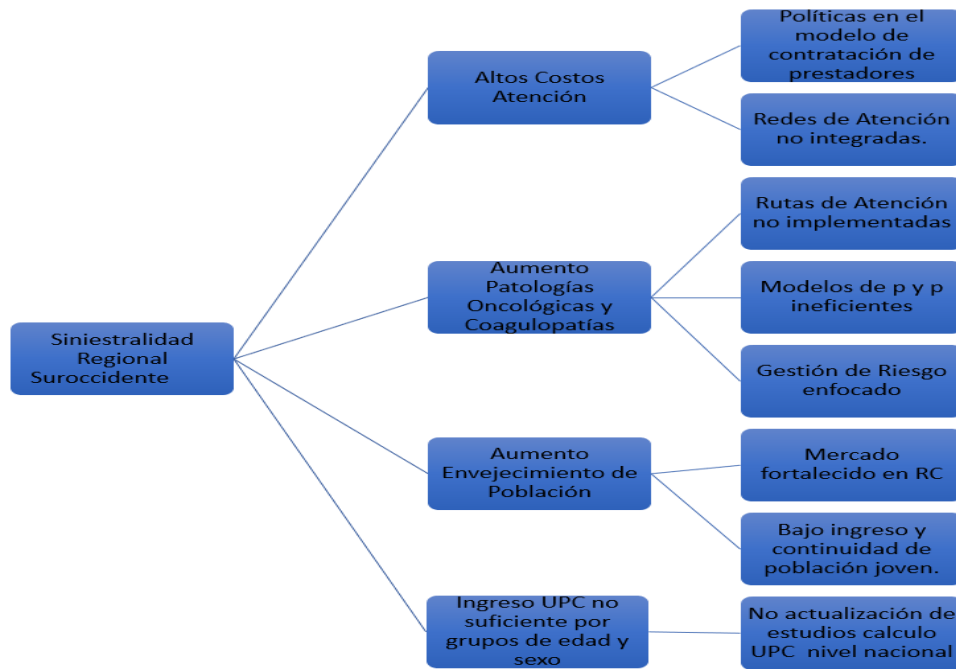 Siniestralidad
Regional
Suroccidente
Altos Costos
Atención
Políticas en el
modelo de
contratación de
prestadores
Redes de Atención
no integradas.
Aumento
Patologías
Oncológicas y
Coagulopatías
Rutas de Atención
no implementadas
Modelos de p y p
ineficientes
Gestión de Riesgo
enfocado
Aumento
Envejecimiento de
Población
Mercado
fortalecido en RC
Bajo ingreso y
continuidad de
población joven.
Ingreso UPC no
suficiente por
grupos de edad y
sexo
No actualización de
estudios calculo
UPC nivel nacional